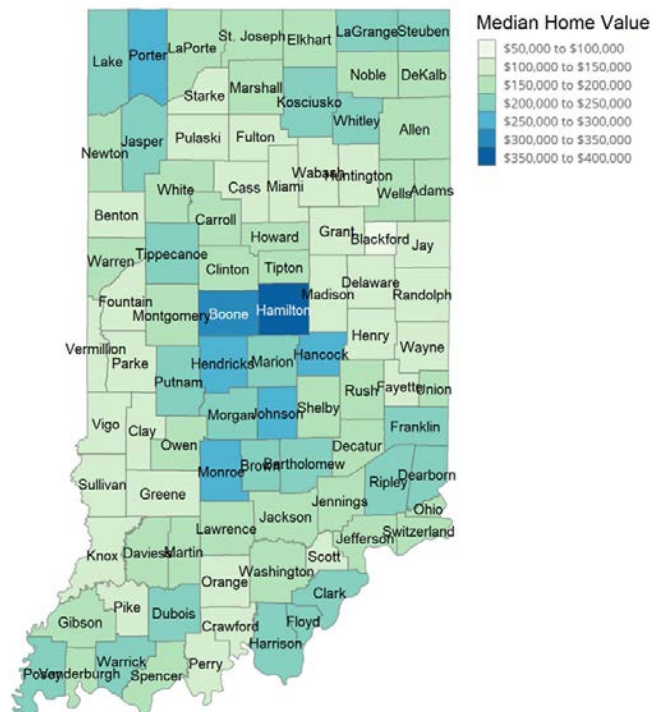 Median Home Value
$50,000 to $100,000
$100,000 to $150,000
$150,000 to $200,000
$200,000 to $250,000
$250,000 to $300,000
$300,000 to $350,000
$350,000 to $400,000
Lake
Porter
LaPorte
St. Joseph
Elkhart
LaGrange
Steuben
Noble
DeKalb
Starke
Marshall
Kosciusko
Whitley
Allen
Newton
Jasper
Pulaski
Fulton
Wabash
Huntington
Wells
Adams
White
Cass
Miami
Benton
Carroll
Howard
Grant
Blackford
Jay
Warren
Tippecanoe
Clinton
Tipton
Madison
Delaware
Randolph
Fountain
Montgomery
Boone
Hamilton
Henry
Wayne
Vermillion
Parke
Hendricks
Marion
Hancock
Putnam
Rush
Fayette
Union
Vigo
Clay
Morgan
Johnson
Shelby
Franklin
Owen
Decatur
Sullivan
Greene
Monroe
Brown
Bartholomew
Ripley
Dearborn
Jennings
Ohio
Knox
Daviess
Martin
Lawrence
Jackson
Jefferson
Switzerland
Scott
Orange
Washington
Clark
Gibson
Pike
Dubois
Crawford
Floyd
Harrison
Posey
Vanderburgh
Warrick
Spencer
Perry